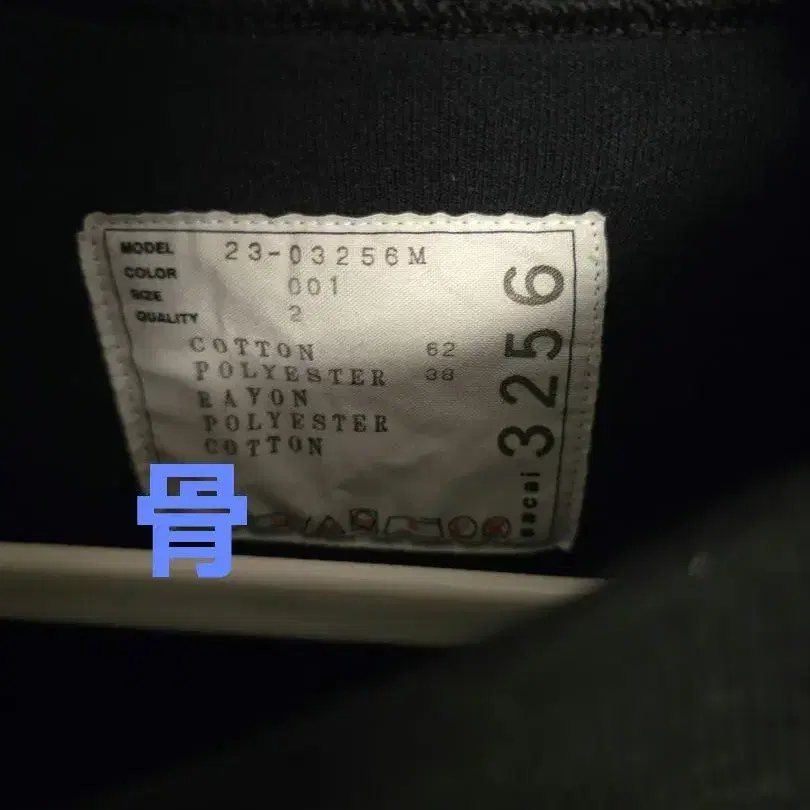 MODEL 23-03256M
COLOR 001
SIZE 2
QUALITY
COTTON 62
POLYESTER 38
RAYON
POLYESTER
COTTON
sacai 3256
骨